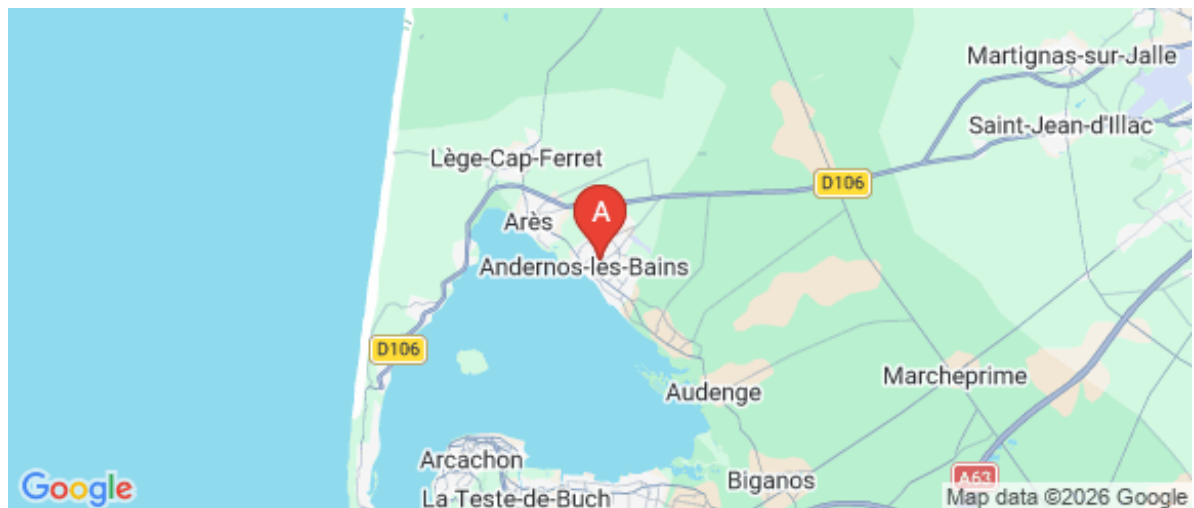 Martignas-sur-Jalle
Saint-Jean-d'Illac
Lège-Cap-Ferret
D106
A
Arès
Andernos-les-Bains
D106
Marcheprime
Audenge
Arcachon
Biganos
A63
La Teste-de-Buch
Google
Map data ©2026 Google